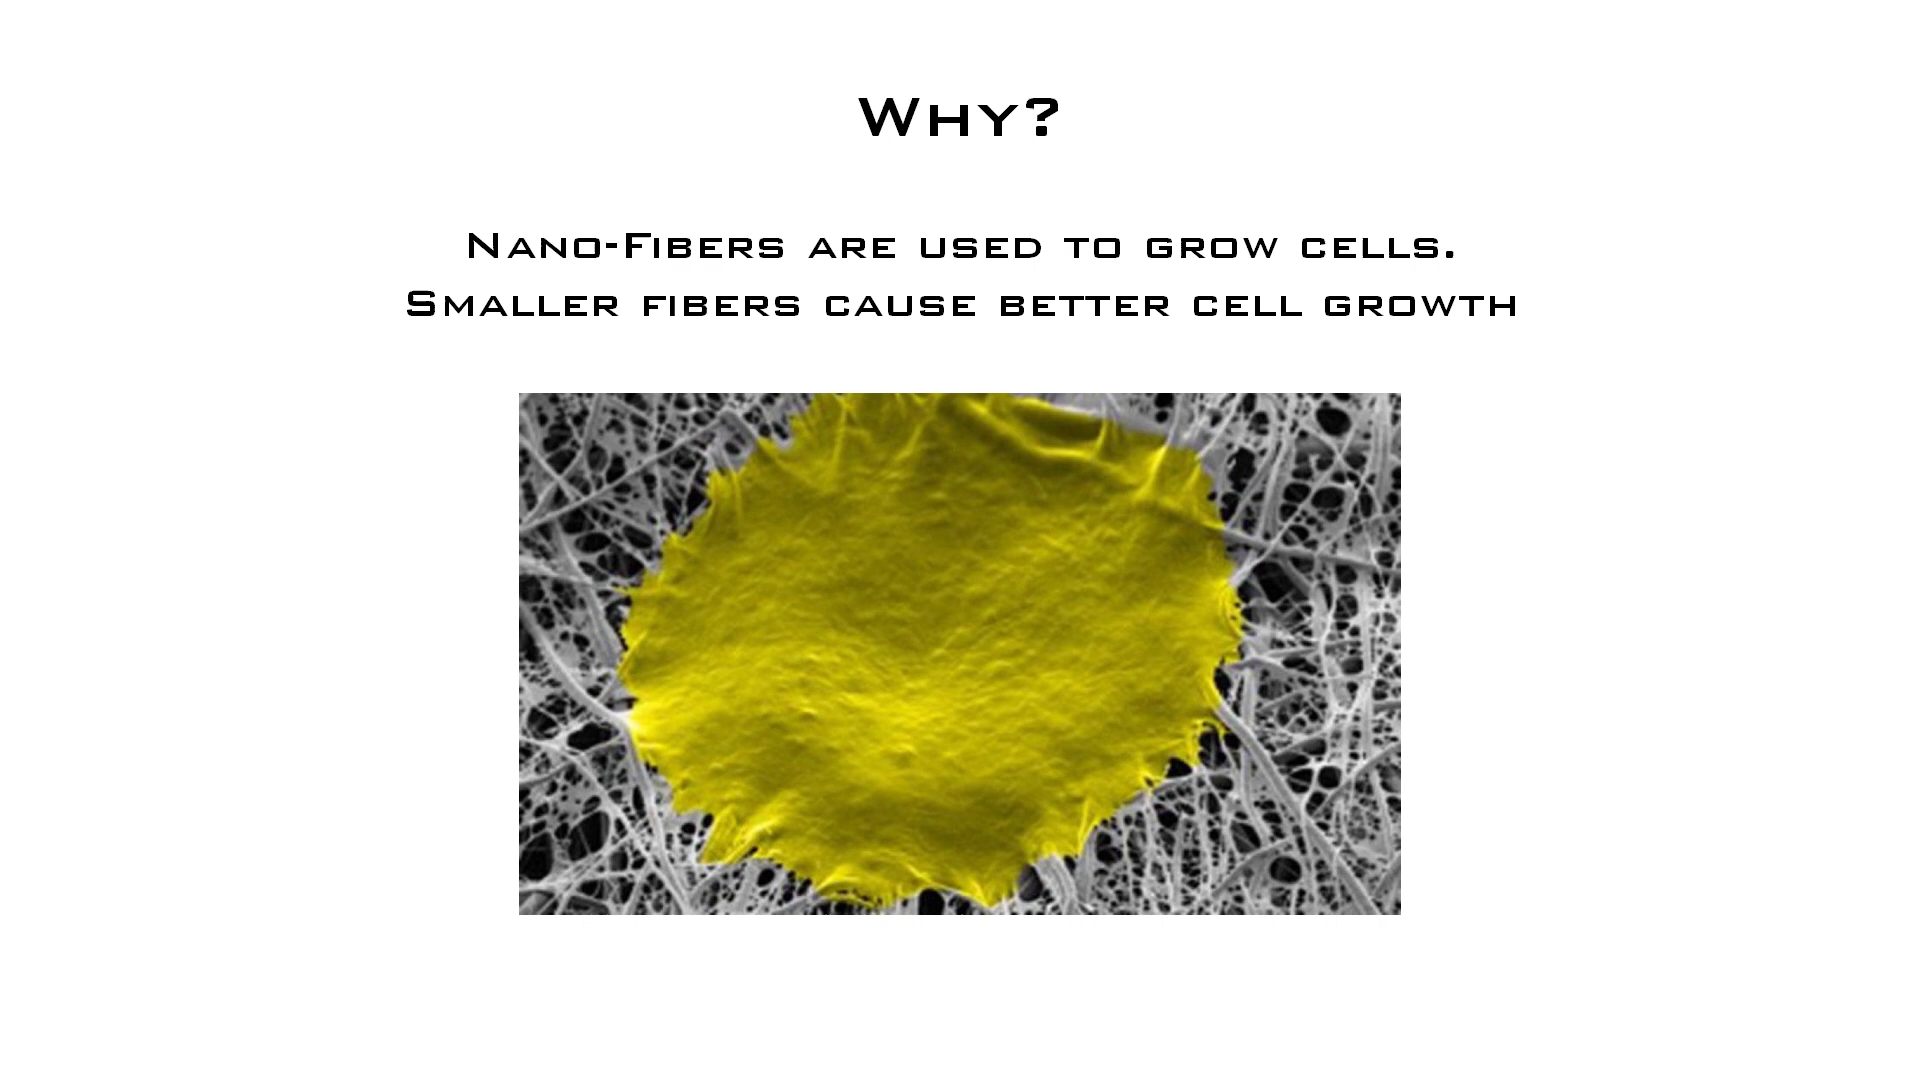 Why?
Nano-Fibers are used to grow cells.
Smaller fibers cause better cell growth